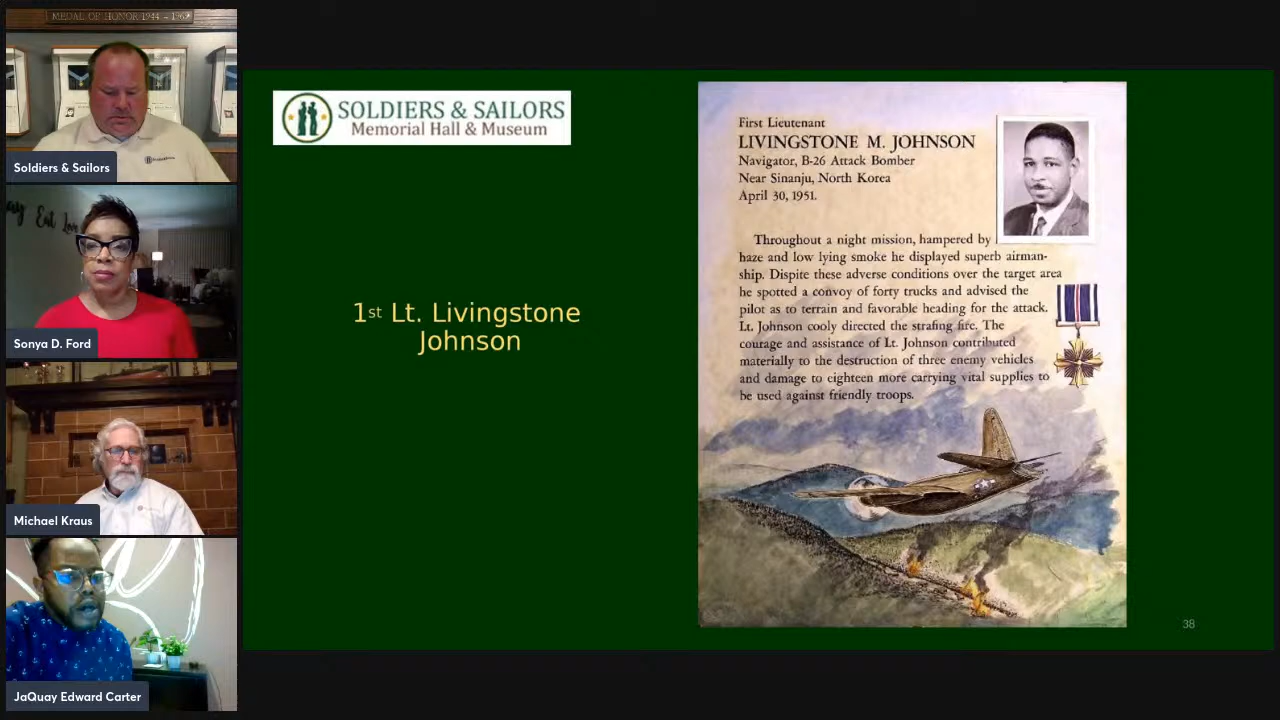 MEDAL OF HONOR 1944 - 1969
Soldiers & Sailors
Eat Love
Sonya D. Ford
Michael Kraus
JaQuay Edward Carter
SOLDIERS & SAILORS
Memorial Hall & Museum
1st Lt. Livingstone
Johnson
First Lieutenant
LIVINGSTONE M. JOHNSON
Navigator, B-26 Attack Bomber
Near Sinanju, North Korea
April 30, 1951.
Throughout a night mission, hampered by
haze and low lying smoke he displayed superb airman-
ship. Dispite these adverse conditions over the target area
he spotted a convoy of forty trucks and advised the
pilot as to terrain and favorable heading for the attack.
Lt. Johnson cooly directed the strafing fire. The
courage and assistance of Lt. Johnson contributed
materially to the destruction of three enemy vehicles
and damage to eighteen more carrying vital supplies to
be used against friendly troops.
38